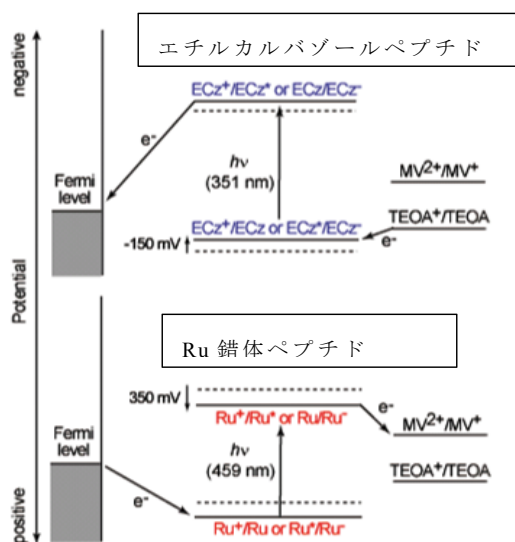 エチルカルバゾールペプチド
negative
Potential
positive
ECz⁺/ECz* or ECz/ECz⁻
e⁻
hν
(351 nm)
Fermi
level
MV²⁺/MV⁺
TEOA⁺/TEOA
e⁻
ECz⁺/ECz or ECz*/ECz⁻
-150 mV
Ru 錯体ペプチド
350 mV
Ru⁺/Ru* or Ru/Ru⁻
e⁻
MV²⁺/MV⁺
hν
(459 nm)
Fermi
level
TEOA⁺/TEOA
e⁻
Ru⁺/Ru or Ru*/Ru⁻